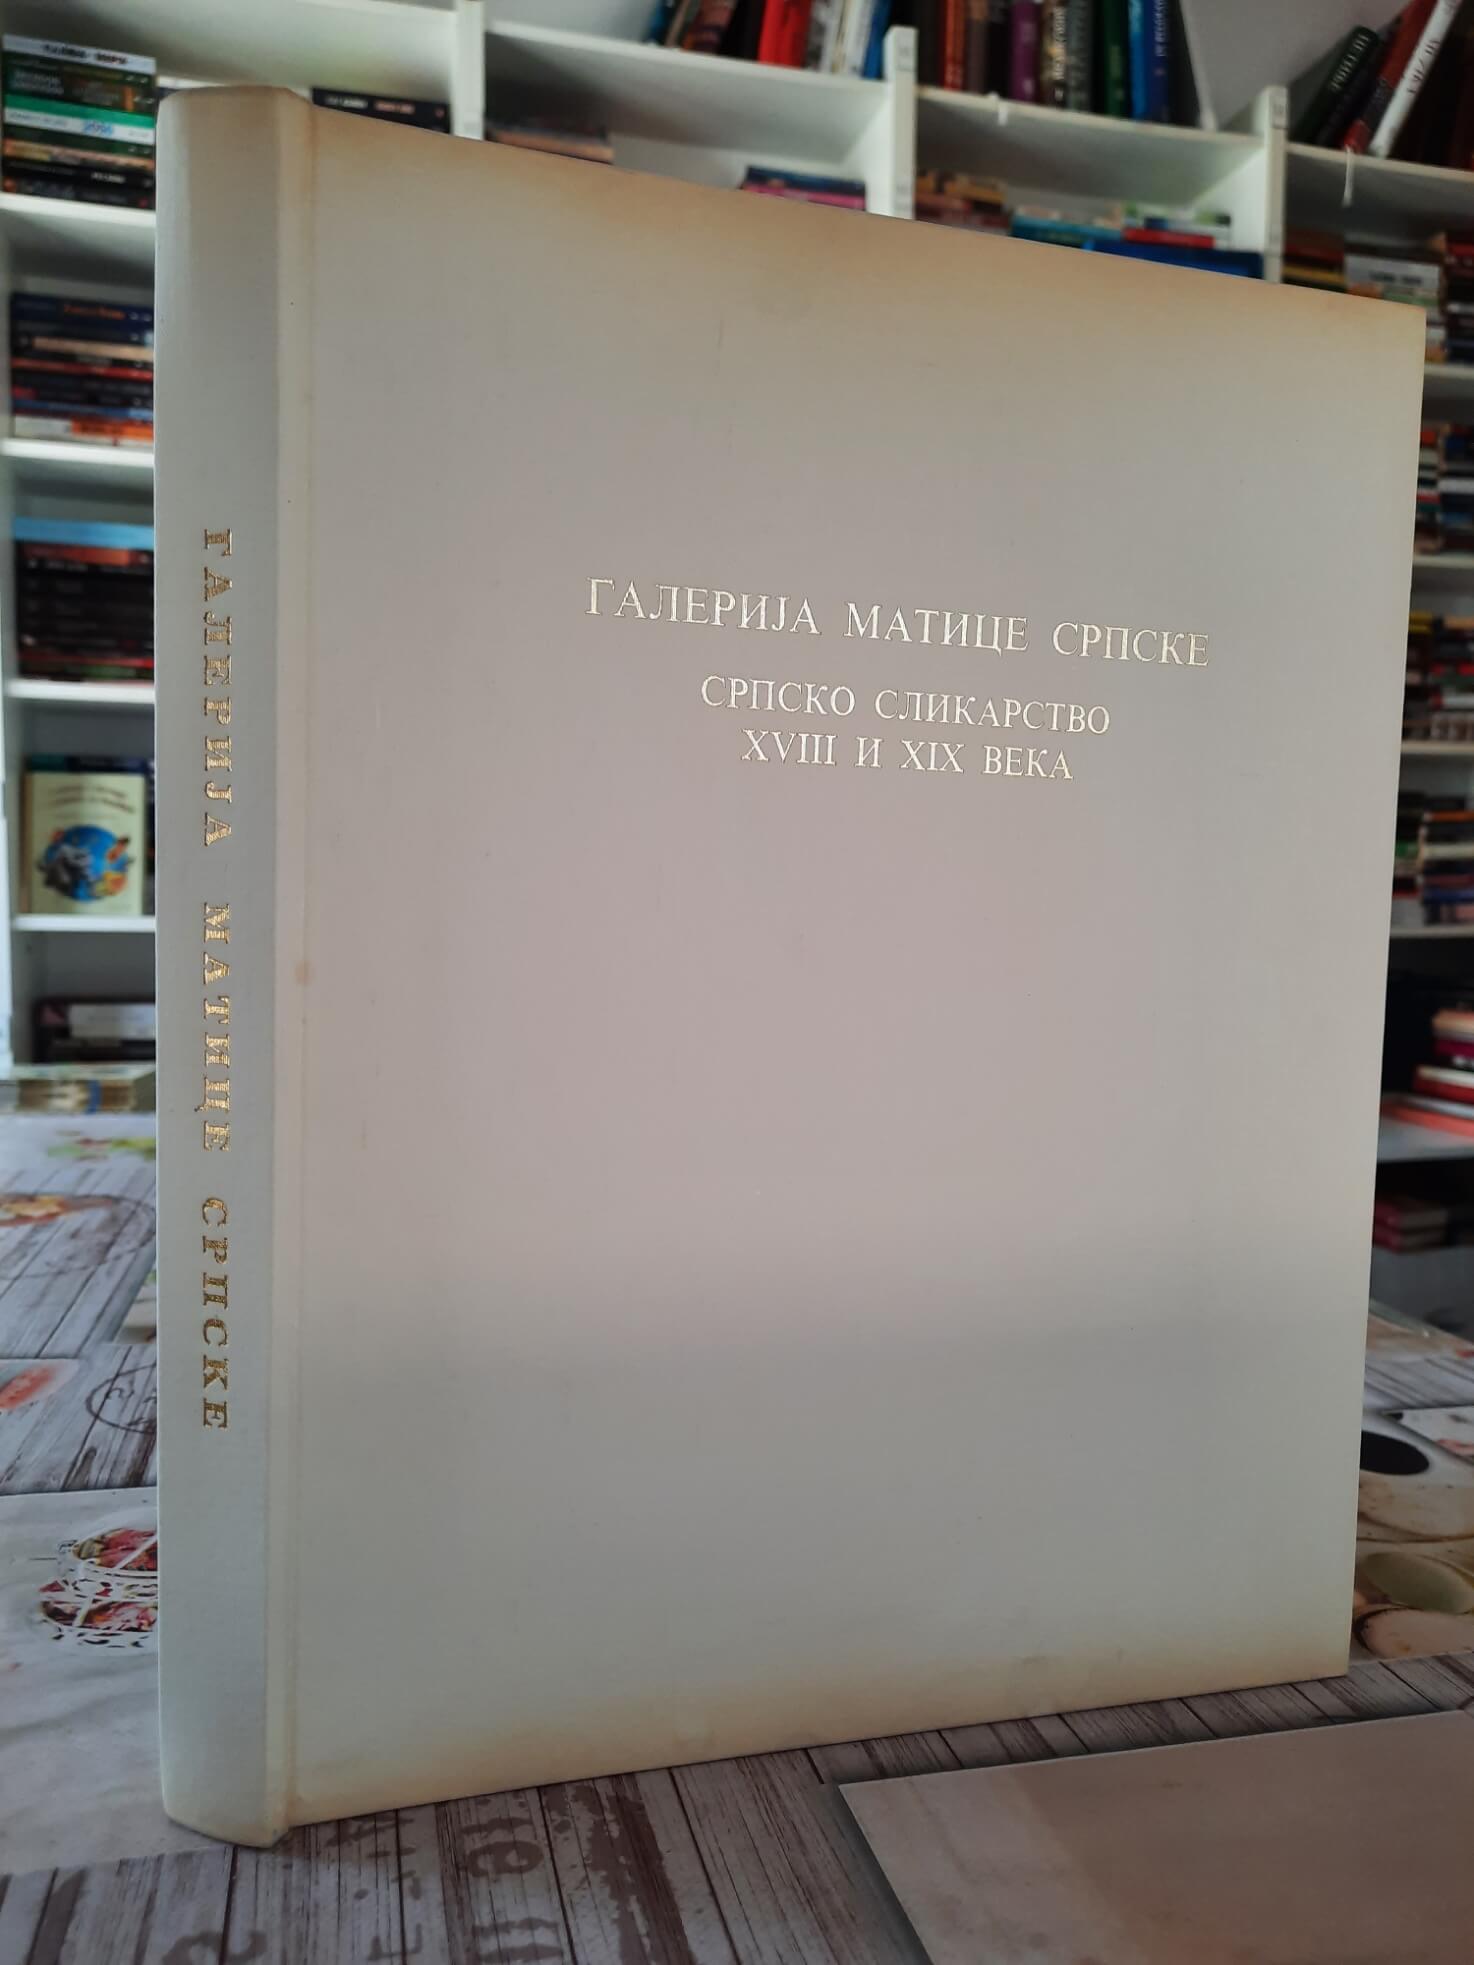 ГАЛЕРИЈА МАТИЦЕ СРПСКЕ
ГАЛЕРИЈА МАТИЦЕ СРПСКЕ
СРПСКО СЛИКАРСТВО
XVIII И XIX ВЕКА